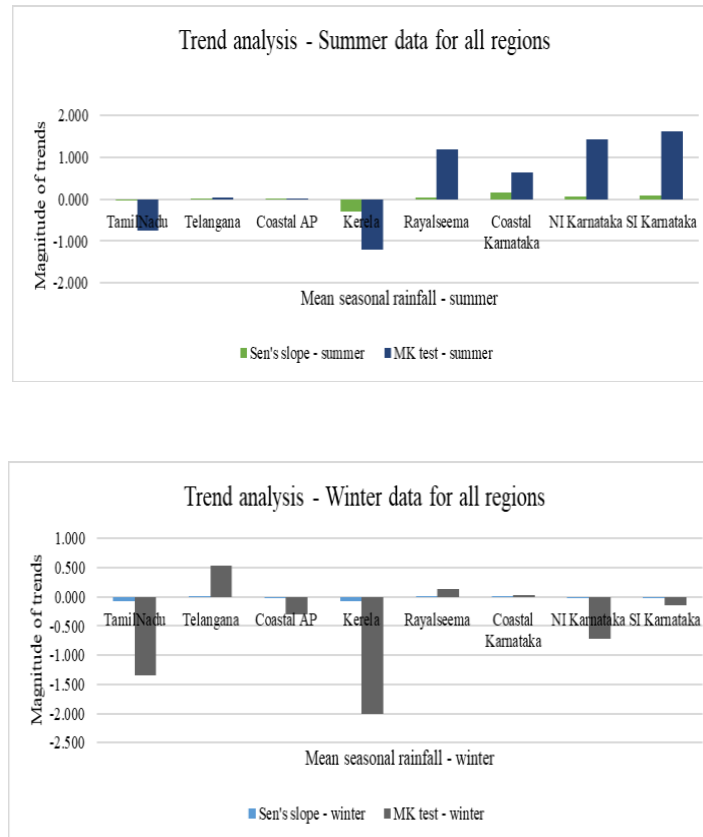 Trend analysis - Summer data for all regions
2.000
1.000
0.000
-1.000
-2.000
Magnitude of trends
TamilNadu Telangana Coastal AP Kerela Rayalseema Coastal Karnataka NI Karnataka SI Karnataka
Mean seasonal rainfall - summer
Sen's slope - summer MK test - summer
Trend analysis - Winter data for all regions
1.000
0.500
0.000
-0.500
-1.000
-1.500
-2.000
-2.500
Magnitude of trends
TamilNadu Telangana Coastal AP Kerela Rayalseema Coastal Karnataka NI Karnataka SI Karnataka
Mean seasonal rainfall - winter
Sen's slope - winter MK test - winter